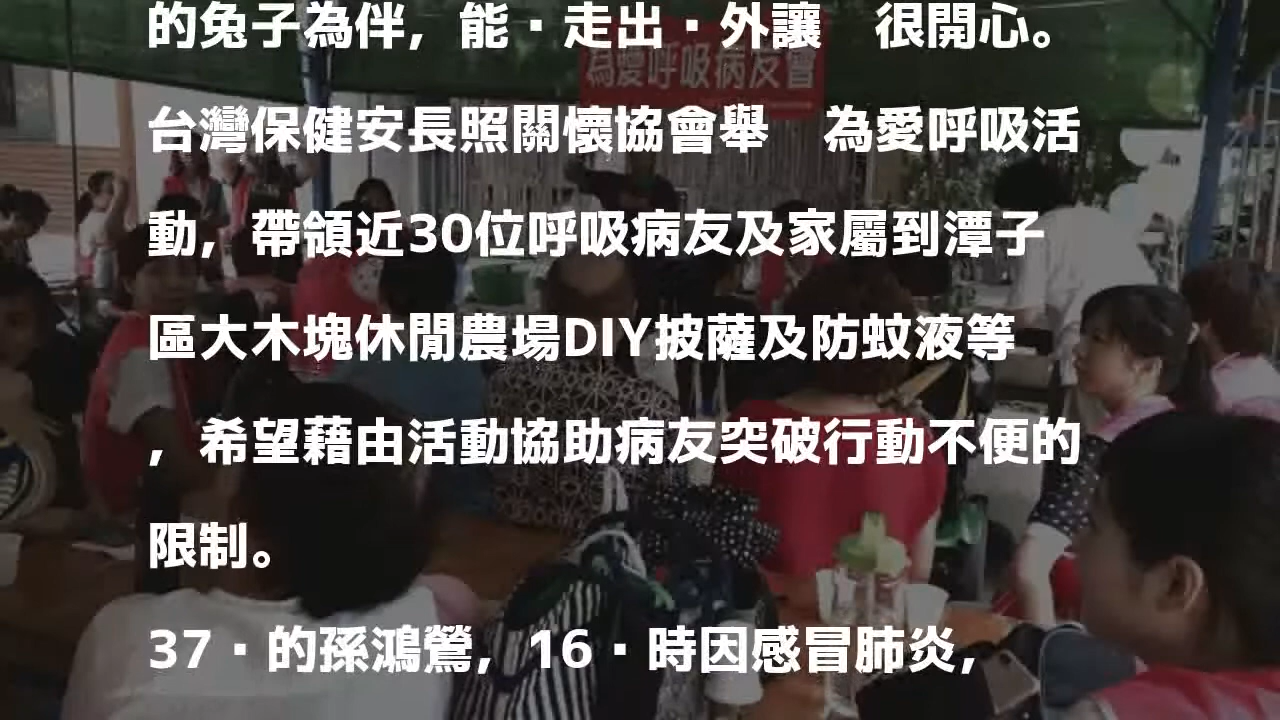 的兔子為伴，能▪走出▪外讓　很開心。
為愛呼吸病友會
台灣保健安長照關懷協會舉　為愛呼吸活
動，帶領近30位呼吸病友及家屬到潭子
區大木塊休閒農場DIY披薩及防蚊液等
，希望藉由活動協助病友突破行動不便的
限制。
37▪的孫鴻鶯，16▪時因感冒肺炎，